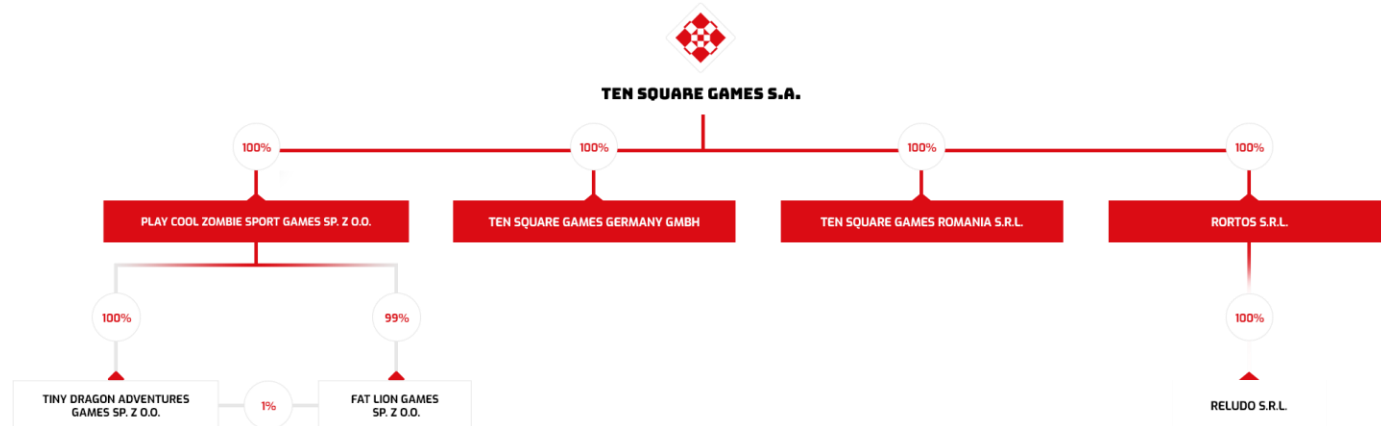 TEN SQUARE GAMES S.A.
100%
100%
100%
100%
PLAY COOL ZOMBIE SPORT GAMES SP. Z O.O.
TEN SQUARE GAMES GERMANY GMBH
TEN SQUARE GAMES ROMANIA S.R.L.
RORTOS S.R.L.
100%
99%
100%
TINY DRAGON ADVENTURES
GAMES SP. Z O.O.
1%
FAT LION GAMES
SP. Z O.O.
RELUDO S.R.L.